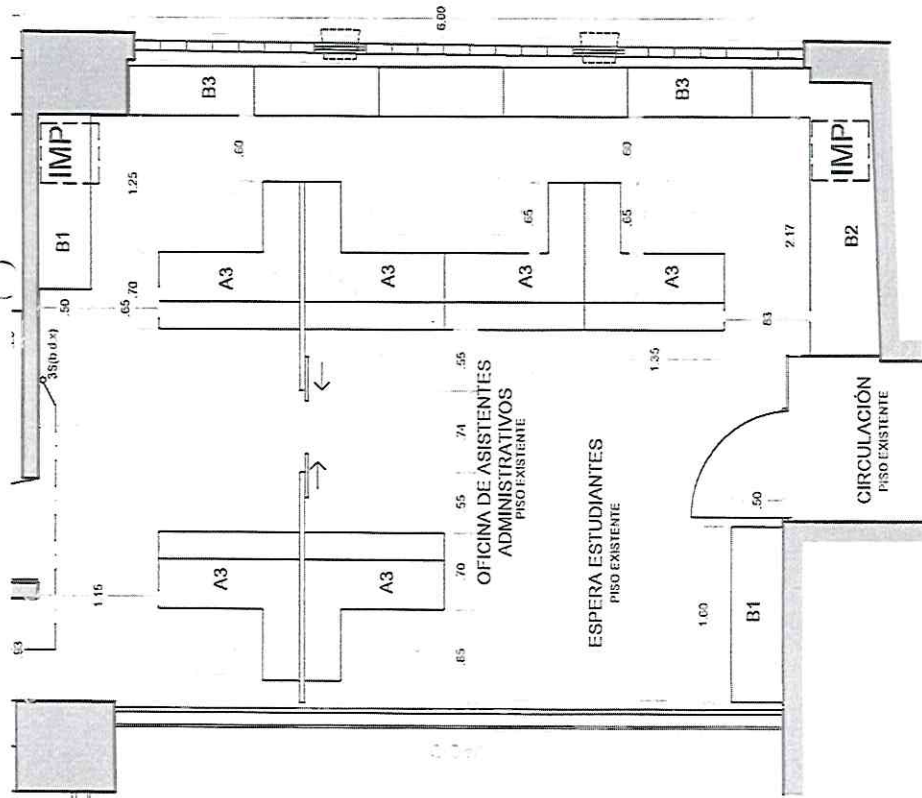 6.00
B3
B3
IMP
IMP
B1
B2
1.25
.60
.60
.65
.65
2.17
.50
.65
.70
A3
A3
A3
A3
.83
3S(b.d.x)
.55
.74
.55
1.35
OFICINA DE ASISTENTES
ADMINISTRATIVOS
PISO EXISTENTE
ESPERA ESTUDIANTES
PISO EXISTENTE
CIRCULACIÓN
PISO EXISTENTE
.50
1.15
.93
A3
A3
.70
.65
1.60
B1